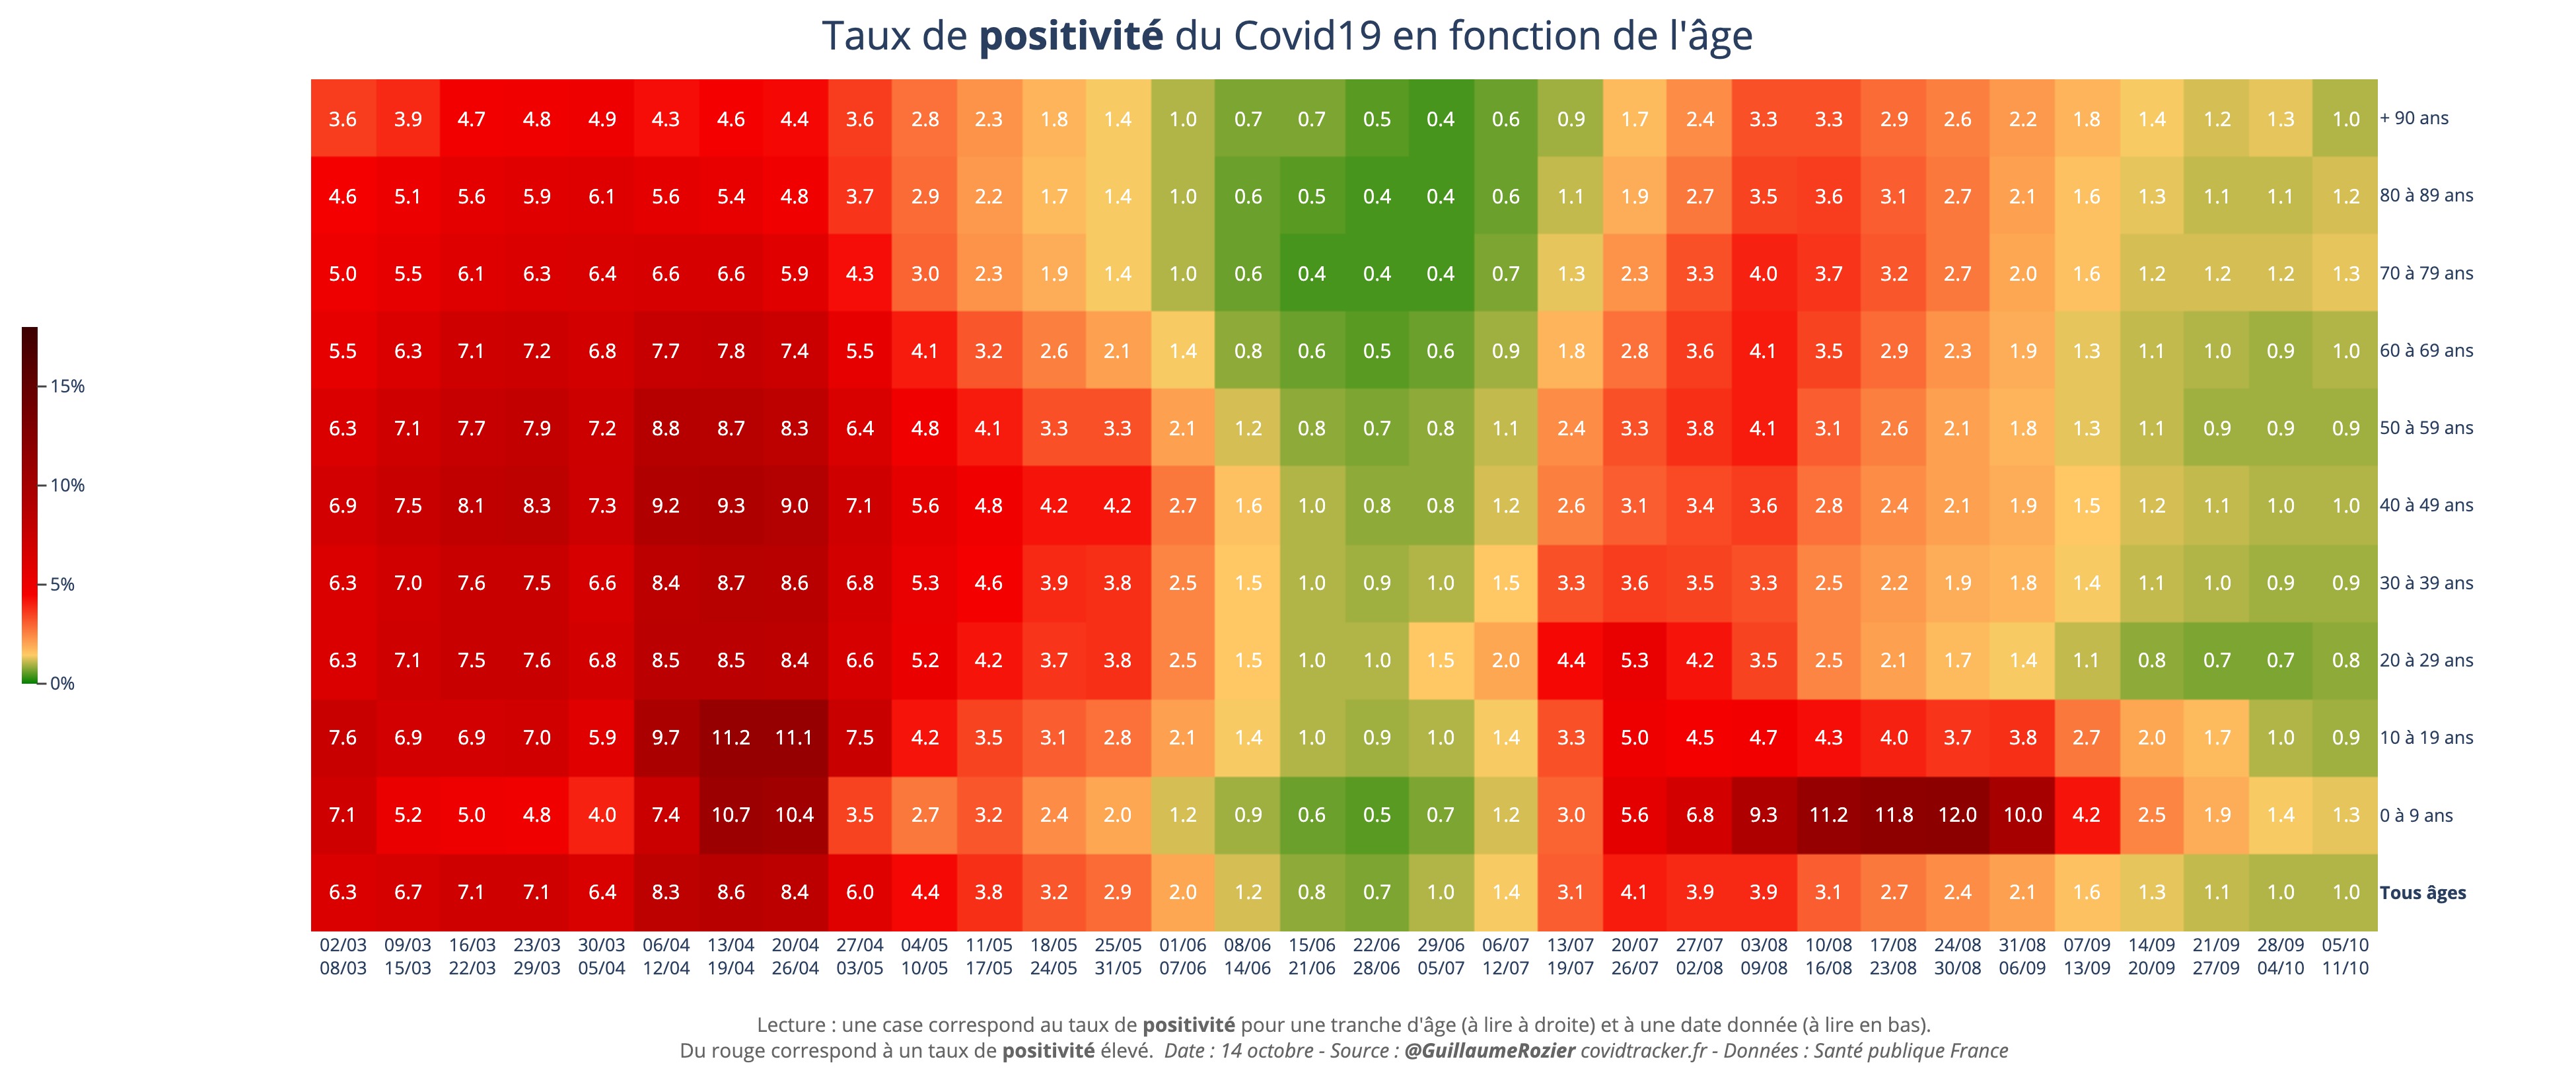 Taux de positivité du Covid19 en fonction de l'âge
3.6 3.9 4.7 4.8 4.9 4.3 4.6 4.4 3.6 2.8 2.3 1.8 1.4 1.0 0.7 0.7 0.5 0.4 0.6 0.9 1.7 2.4 3.3 3.3 2.9 2.6 2.2 1.8 1.4 1.2 1.3 1.0 + 90 ans
4.6 5.1 5.6 5.9 6.1 5.6 5.4 4.8 3.7 2.9 2.2 1.7 1.4 1.0 0.6 0.5 0.4 0.4 0.6 1.1 1.9 2.7 3.5 3.6 3.1 2.7 2.1 1.6 1.3 1.1 1.1 1.2 80 à 89 ans
5.0 5.5 6.1 6.3 6.4 6.6 6.6 5.9 4.3 3.0 2.3 1.9 1.4 1.0 0.6 0.4 0.4 0.4 0.7 1.3 2.3 3.3 4.0 3.7 3.2 2.7 2.0 1.6 1.2 1.2 1.2 1.3 70 à 79 ans
5.5 6.3 7.1 7.2 6.8 7.7 7.8 7.4 5.5 4.1 3.2 2.6 2.1 1.4 0.8 0.6 0.5 0.6 0.9 1.8 2.8 3.6 4.1 3.5 2.9 2.3 1.9 1.3 1.1 1.0 0.9 1.0 60 à 69 ans
15%
6.3 7.1 7.7 7.9 7.2 8.8 8.7 8.3 6.4 4.8 4.1 3.3 3.3 2.1 1.2 0.8 0.7 0.8 1.1 2.4 3.3 3.8 4.1 3.1 2.6 2.1 1.8 1.3 1.1 0.9 0.9 0.9 50 à 59 ans
10%
6.9 7.5 8.1 8.3 7.3 9.2 9.3 9.0 7.1 5.6 4.8 4.2 4.2 2.7 1.6 1.0 0.8 0.8 1.2 2.6 3.1 3.4 3.6 2.8 2.4 2.1 1.9 1.5 1.2 1.1 1.0 1.0 40 à 49 ans
5%
6.3 7.0 7.6 7.5 6.6 8.4 8.7 8.6 6.8 5.3 4.6 3.9 3.8 2.5 1.5 1.0 0.9 1.0 1.5 3.3 3.6 3.5 3.3 2.5 2.2 1.9 1.8 1.4 1.1 1.0 0.9 0.9 30 à 39 ans
6.3 7.1 7.5 7.6 6.8 8.5 8.5 8.4 6.6 5.2 4.2 3.7 3.8 2.5 1.5 1.0 1.0 1.5 2.0 4.4 5.3 4.2 3.5 2.5 2.1 1.7 1.4 1.1 0.8 0.7 0.7 0.8 20 à 29 ans
0%
7.6 6.9 6.9 7.0 5.9 9.7 11.2 11.1 7.5 4.2 3.5 3.1 2.8 2.1 1.4 1.0 0.9 1.0 1.4 3.3 5.0 4.5 4.7 4.3 4.0 3.7 3.8 2.7 2.0 1.7 1.0 0.9 10 à 19 ans
7.1 5.2 5.0 4.8 4.0 7.4 10.7 10.4 3.5 2.7 3.2 2.4 2.0 1.2 0.9 0.6 0.5 0.7 1.2 3.0 5.6 6.8 9.3 11.2 11.8 12.0 10.0 4.2 2.5 1.9 1.4 1.3 0 à 9 ans
6.3 6.7 7.1 7.1 6.4 8.3 8.6 8.4 6.0 4.4 3.8 3.2 2.9 2.0 1.2 0.8 0.7 1.0 1.4 3.1 4.1 3.9 3.9 3.1 2.7 2.4 2.1 1.6 1.3 1.1 1.0 1.0 Tous âges
02/03 09/03 16/03 23/03 30/03 06/04 13/04 20/04 27/04 04/05 11/05 18/05 25/05 01/06 08/06 15/06 22/06 29/06 06/07 13/07 20/07 27/07 03/08 10/08 17/08 24/08 31/08 07/09 14/09 21/09 28/09 05/10
08/03 15/03 22/03 29/03 05/04 12/04 19/04 26/04 03/05 10/05 17/05 24/05 31/05 07/06 14/06 21/06 28/06 05/07 12/07 19/07 26/07 02/08 09/08 16/08 23/08 30/08 06/09 13/09 20/09 27/09 04/10 11/10
Lecture : une case correspond au taux de positivité pour une tranche d'âge (à lire à droite) et à une date donnée (à lire en bas).
Du rouge correspond à un taux de positivité élevé. Date : 14 octobre - Source : @GuillaumeRozier covidtracker.fr - Données : Santé publique France